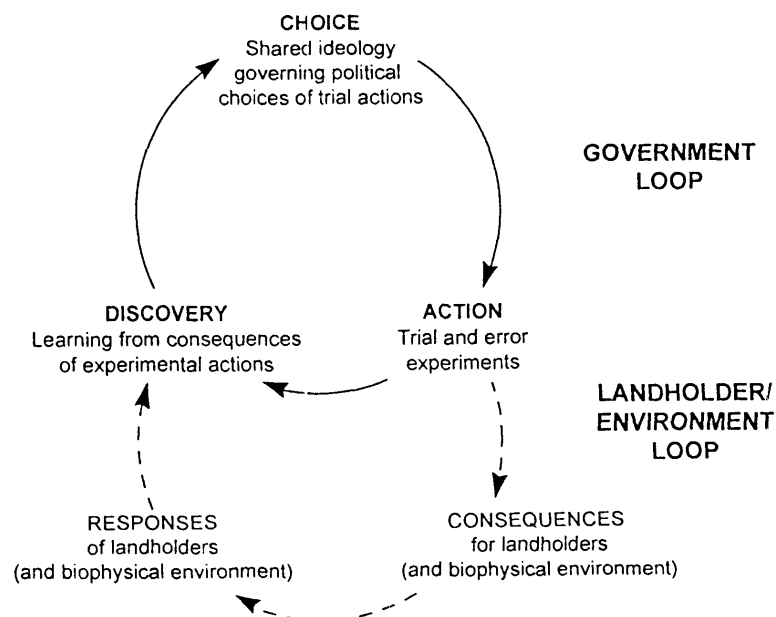 CHOICE
Shared ideology
governing political
choices of trial actions
GOVERNMENT
LOOP
DISCOVERY
Learning from consequences
of experimental actions
ACTION
Trial and error
experiments
LANDHOLDER/
ENVIRONMENT
LOOP
RESPONSES
of landholders
(and biophysical environment)
CONSEQUENCES
for landholders
(and biophysical environment)